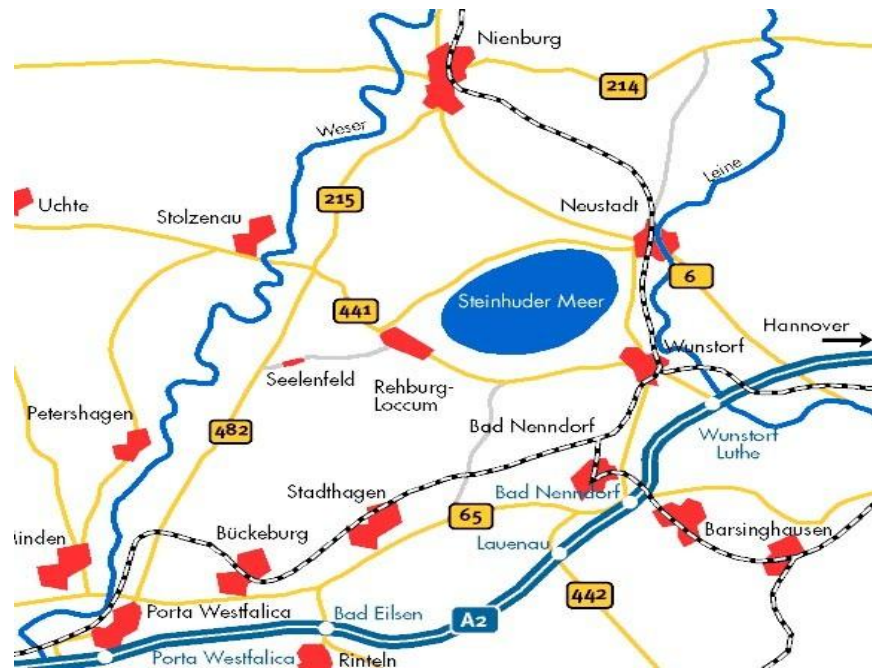 Nienburg
214
Weser
Leine
Uchte
Stolzenau
215
Neustadt
6
Steinhuder Meer
441
Hannover
Wunstorf
Seelenfeld
Rehburg-
Loccum
Petershagen
482
Bad Nenndorf
Wunstorf
Luthe
Stadthagen
Bad Nenndorf
65
Barsinghausen
Minden
Bückeburg
Lauenau
442
Porta Westfalica
Bad Eilsen
A2
Porta Westfalica
Rinteln